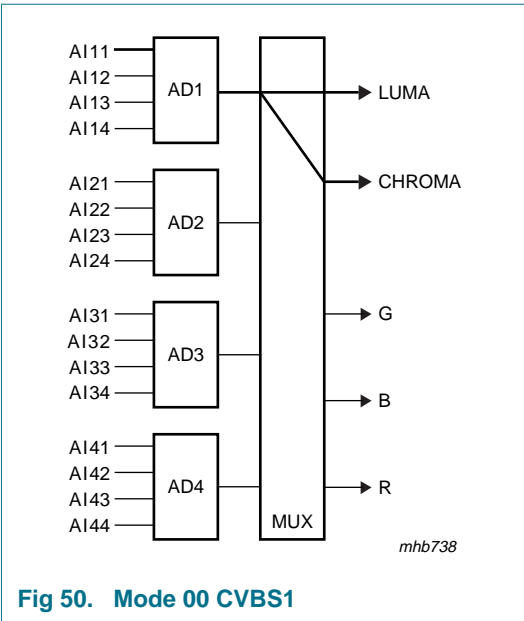 AI11
AI12
AI13
AI14
AD1
LUMA
CHROMA
AI21
AI22
AI23
AI24
AD2
AI31
AI32
AI33
AI34
AD3
G
B
AI41
AI42
AI43
AI44
AD4
R
MUX
mhb738
Fig 50. Mode 00 CVBS1